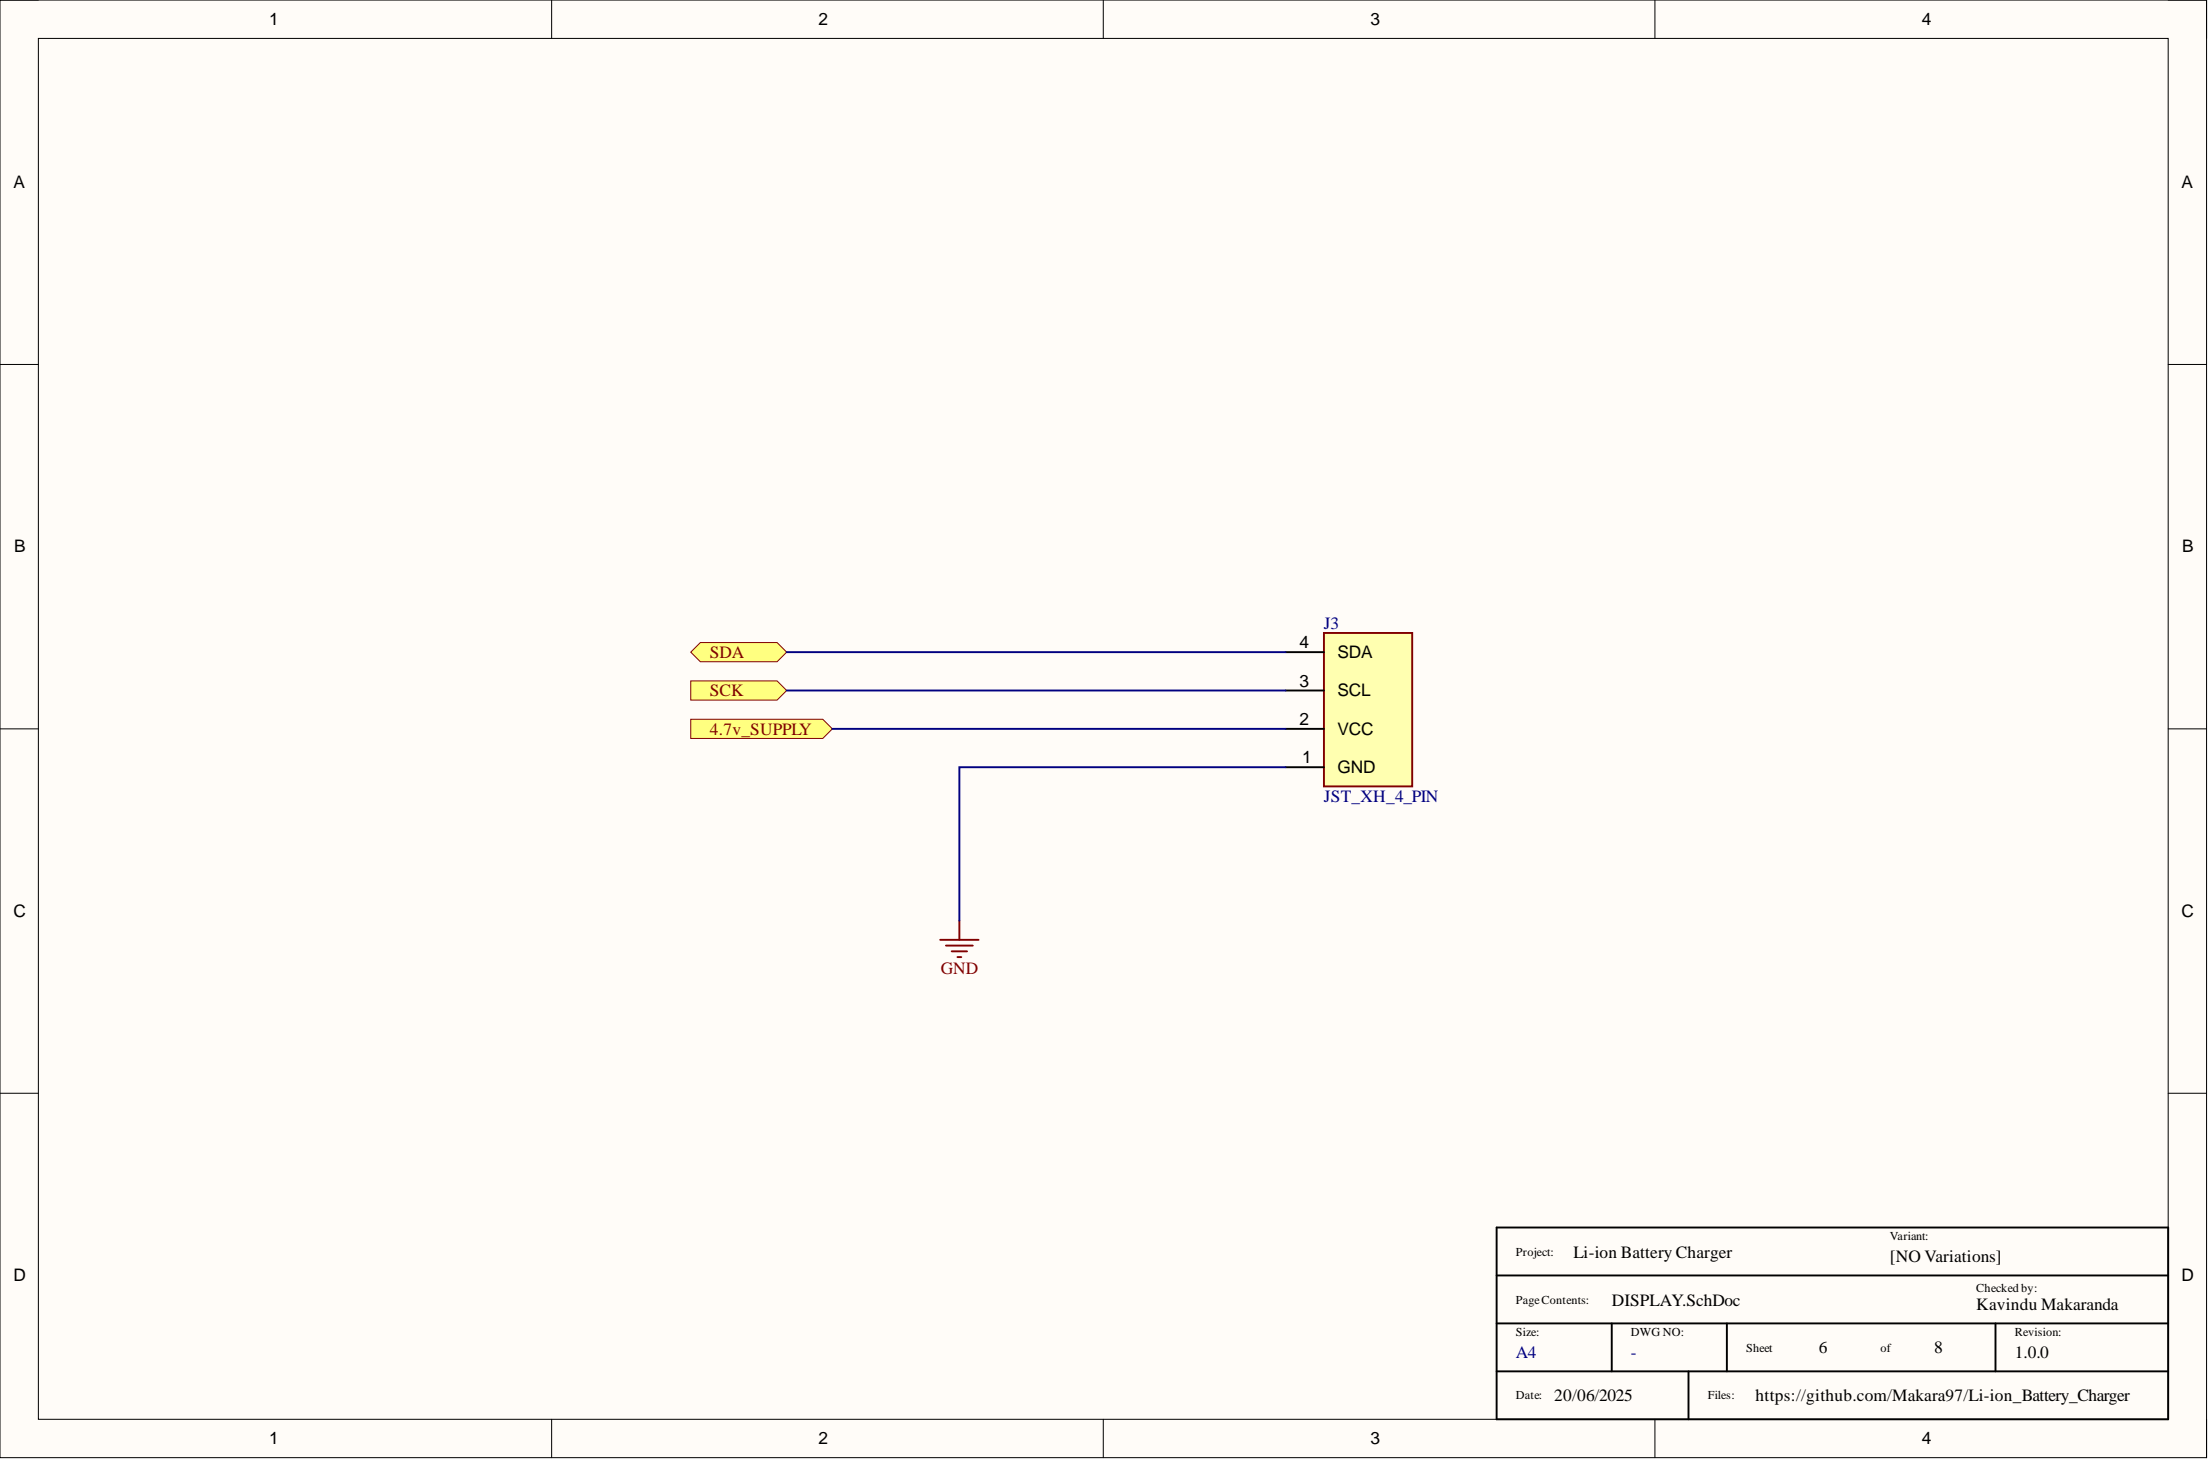 1 2 3 4
A A
B B
J3
SDA 4 SDA
SCK 3 SCL
4.7v_SUPPLY 2 VCC
1 GND
JST_XH_4_PIN
C C
GND
Project: Li-ion Battery Charger Variant:
[NO Variations]
D D
Page Contents: DISPLAY.SchDoc Checked by:
Kavindu Makaranda
Size: DWG NO: Sheet 6 of 8 Revision:
A4 - 1.0.0
Date: 20/06/2025 Files: https://github.com/Makara97/Li-ion_Battery_Charger
1 2 3 4